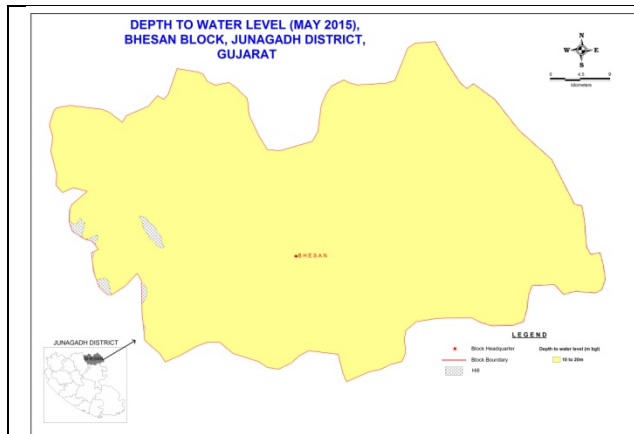 DEPTH TO WATER LEVEL (MAY 2015),
BHESAN BLOCK, JUNAGADH DISTRICT,
GUJARAT
N
W E
S
0 4.5 9
kilometers
BHESAN
JUNAGADH DISTRICT
LEGEND
Block Headquarter
Block Boundary
Hill
Depth to water level (m bgl)
10 to 20m